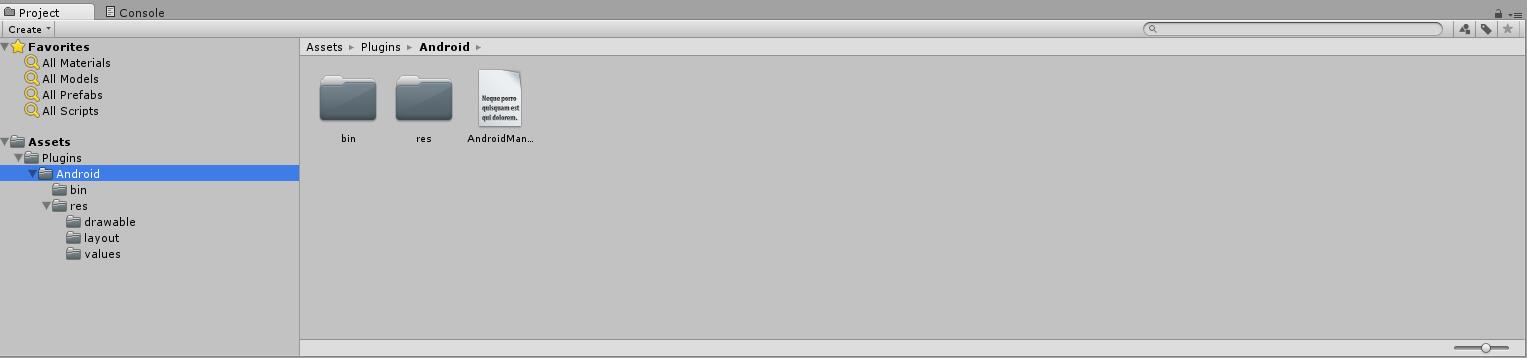 Project
Console
Create
Favorites
All Materials
All Models
All Prefabs
All Scripts
Assets
Plugins
Android
bin
res
drawable
layout
values
Assets Plugins Android
Neque porro
quisquam est
qui dolorem.
bin
res
AndroidMan...